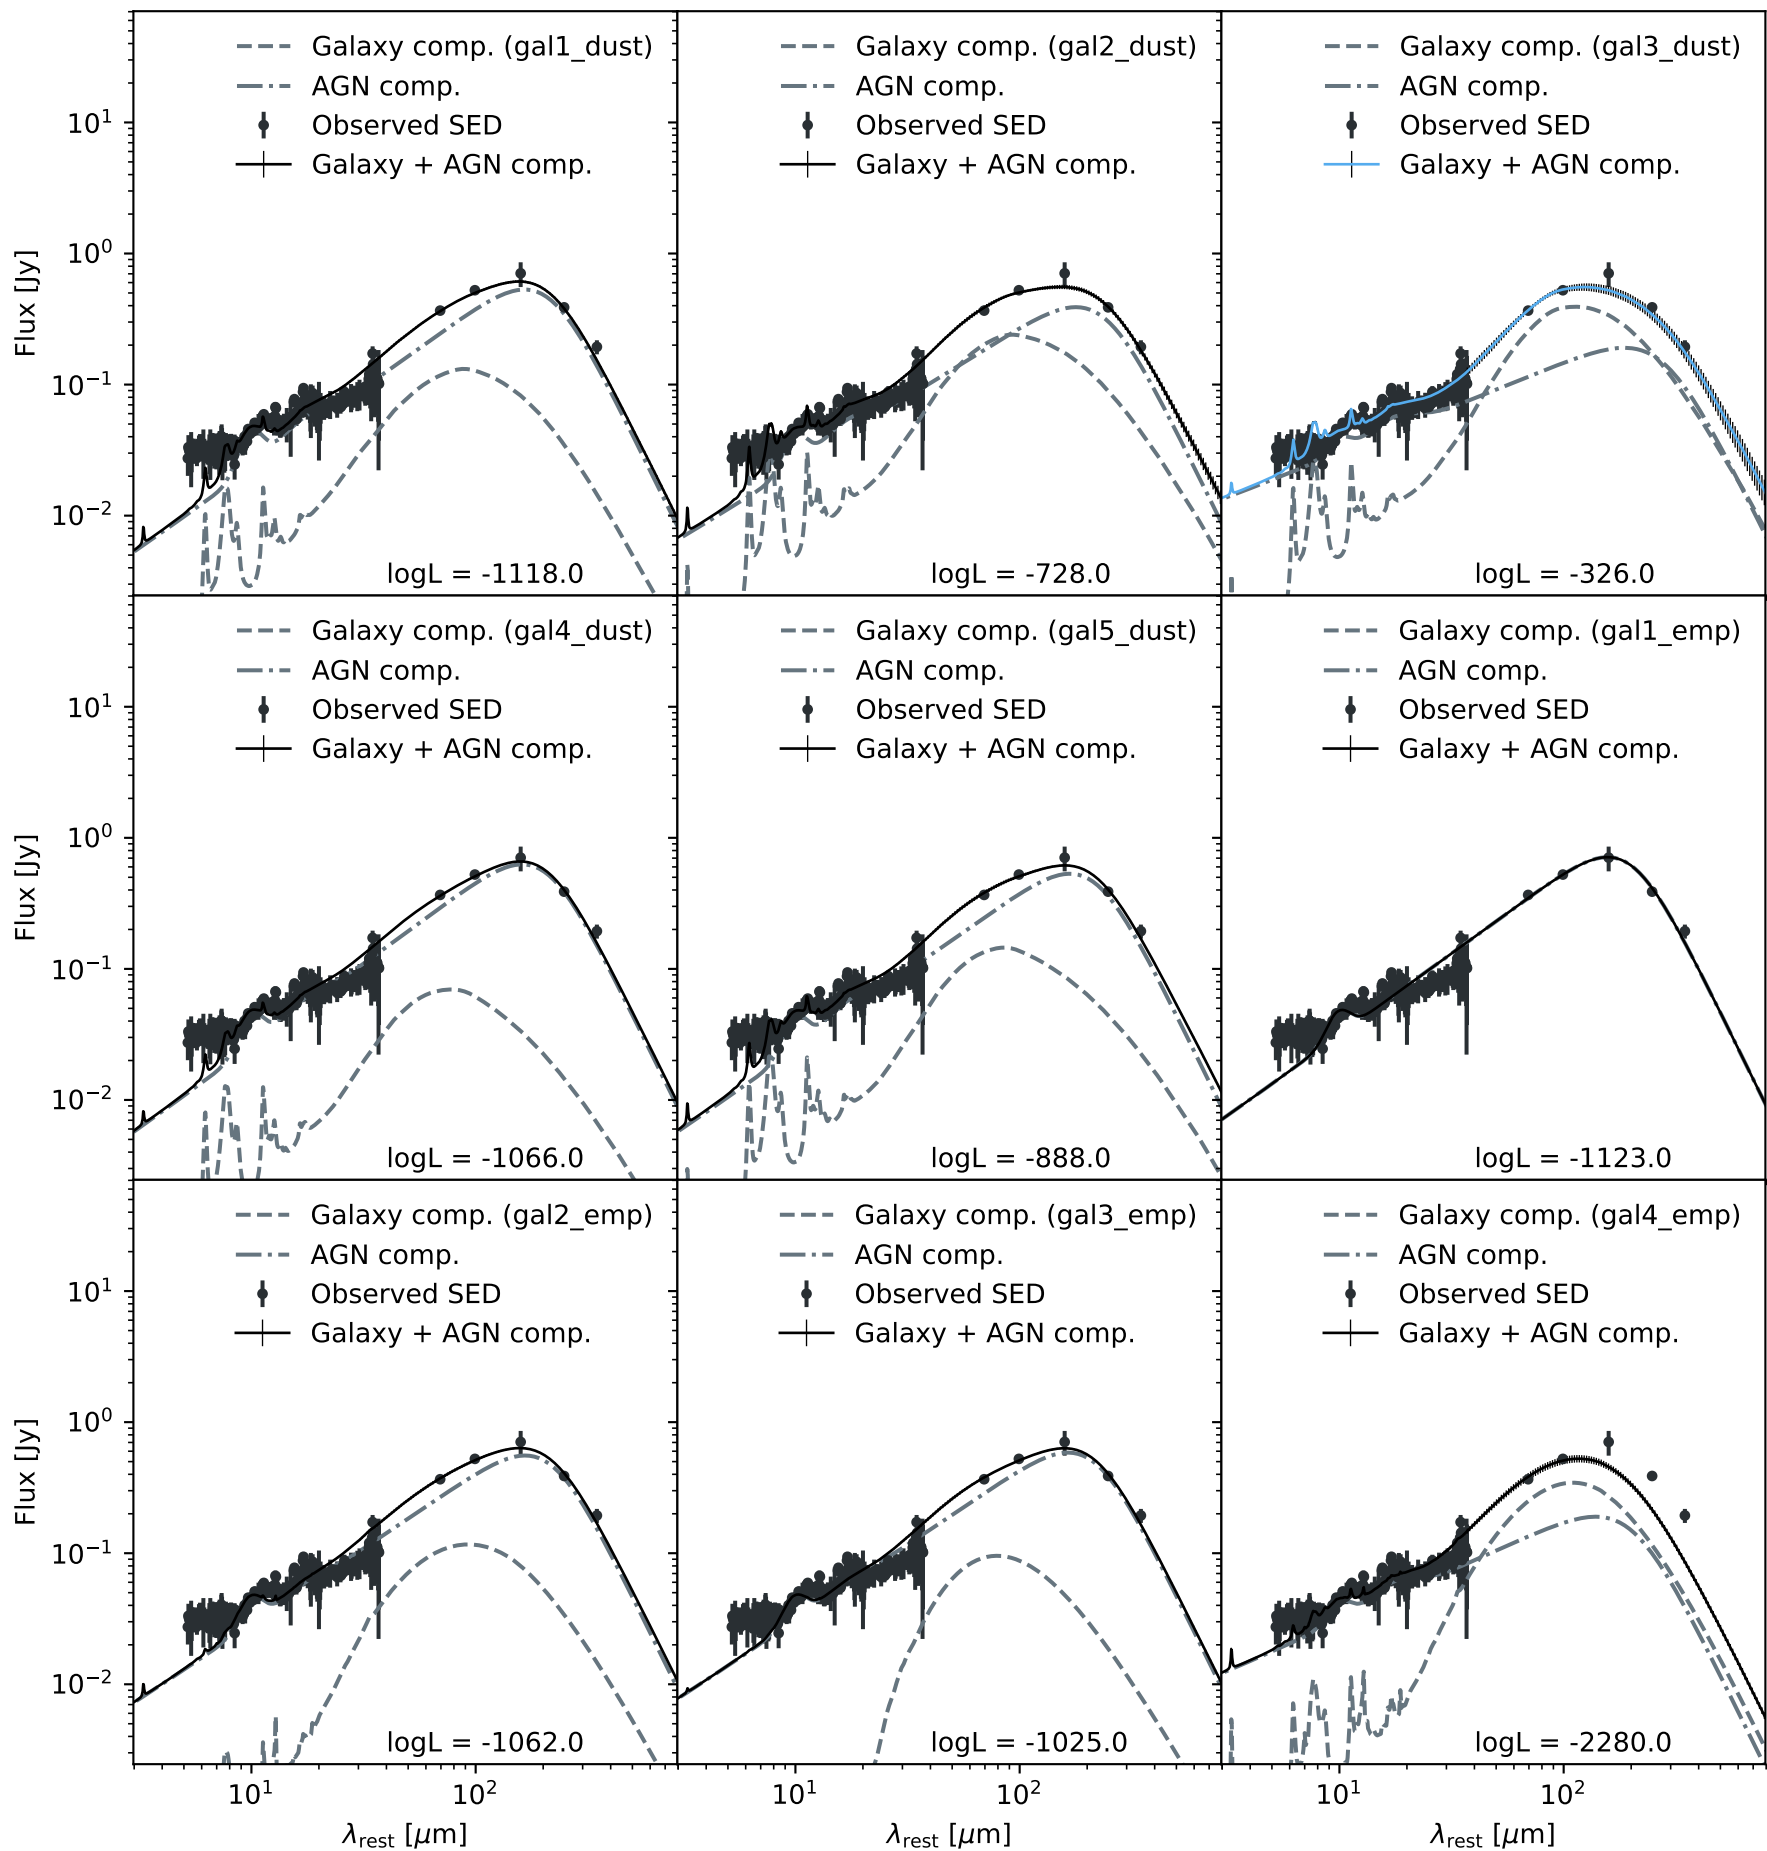 Galaxy comp. (gal1_dust)
AGN comp.
Observed SED
Galaxy + AGN comp.
logL = -1118.0
Galaxy comp. (gal2_dust)
AGN comp.
Observed SED
Galaxy + AGN comp.
logL = -728.0
Galaxy comp. (gal3_dust)
AGN comp.
Observed SED
Galaxy + AGN comp.
logL = -326.0
Flux [Jy]
10¹
10⁰
10⁻¹
10⁻²
Galaxy comp. (gal4_dust)
AGN comp.
Observed SED
Galaxy + AGN comp.
logL = -1066.0
Galaxy comp. (gal5_dust)
AGN comp.
Observed SED
Galaxy + AGN comp.
logL = -888.0
Galaxy comp. (gal1_emp)
AGN comp.
Observed SED
Galaxy + AGN comp.
logL = -1123.0
Flux [Jy]
10¹
10⁰
10⁻¹
10⁻²
Galaxy comp. (gal2_emp)
AGN comp.
Observed SED
Galaxy + AGN comp.
logL = -1062.0
Galaxy comp. (gal3_emp)
AGN comp.
Observed SED
Galaxy + AGN comp.
logL = -1025.0
Galaxy comp. (gal4_emp)
AGN comp.
Observed SED
Galaxy + AGN comp.
logL = -2280.0
Flux [Jy]
10¹
10⁰
10⁻¹
10⁻²
10¹ 10² 10¹ 10² 10¹ 10²
λrest [μm] λrest [μm] λrest [μm]